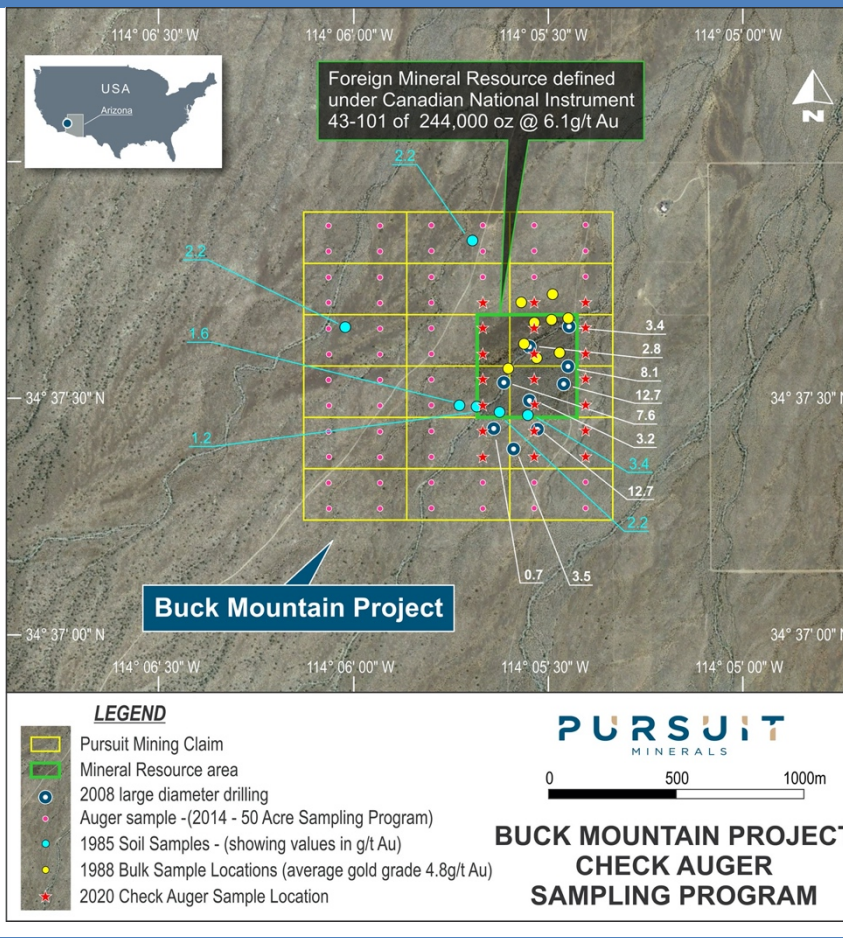 114° 06' 30" W
114° 06' 00" W
114° 05' 30" W
114° 05' 00" W
USA
Arizona
Foreign Mineral Resource defined
under Canadian National Instrument
43-101 of 244,000 oz @ 6.1g/t Au
N
2.2
2.2
1.6
1.2
3.4
2.8
8.1
12.7
7.6
3.2
3.4
12.7
2.2
0.7
3.5
34° 37' 30" N
34° 37' 30" N
Buck Mountain Project
34° 37' 00" N
34° 37' 00" N
114° 06' 30" W
114° 06' 00" W
114° 05' 30" W
114° 05' 00" W
LEGEND
Pursuit Mining Claim
Mineral Resource area
2008 large diameter drilling
Auger sample -(2014 - 50 Acre Sampling Program)
1985 Soil Samples - (showing values in g/t Au)
1988 Bulk Sample Locations (average gold grade 4.8g/t Au)
2020 Check Auger Sample Location
PURSUIT
MINERALS
0 500 1000m
BUCK MOUNTAIN PROJECT
CHECK AUGER
SAMPLING PROGRAM